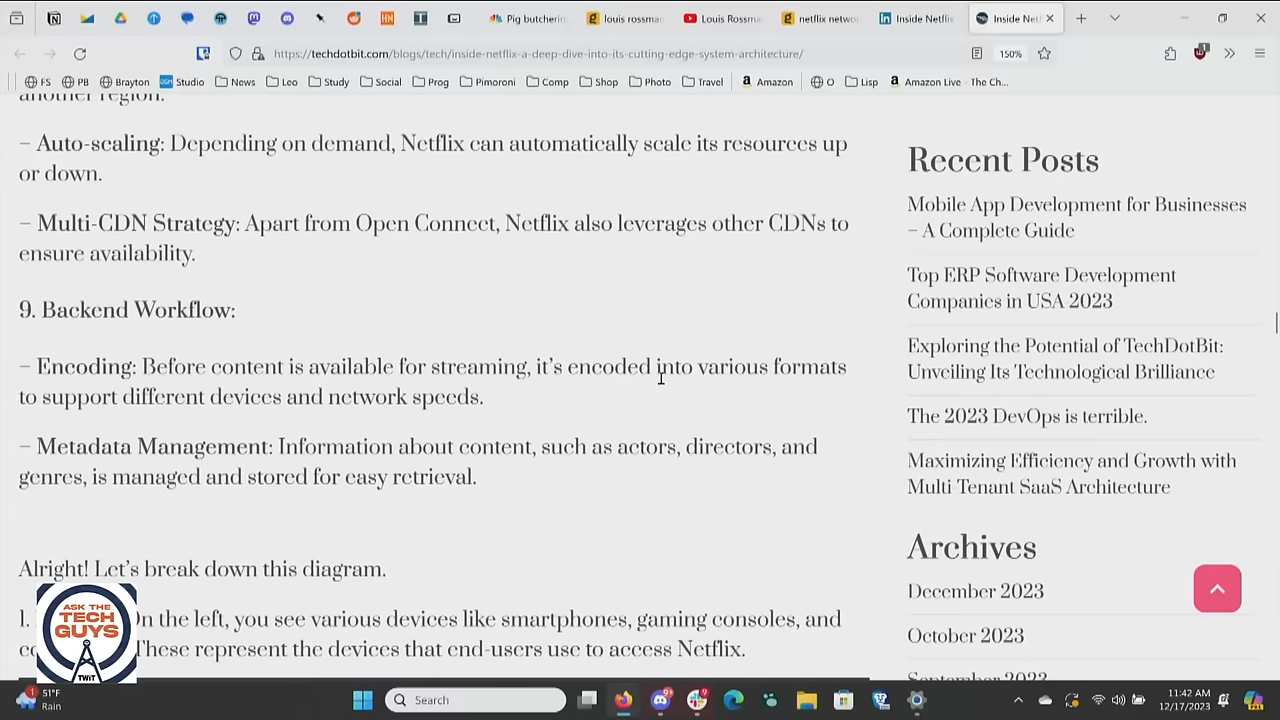 Pig butcherin
louis rossma
Louis Rossm
netflix netwo
Inside Netfli
Inside Net
https://techdotbit.com/blogs/tech/inside-netflix-a-deep-dive-into-its-cutting-edge-system-architecture/
150%
FS PB Brayton Studio News Leo Study Social Prog Pimoroni Comp Shop Photo Travel Amazon O Lisp Amazon Live - The Ch...
another region.
– Auto-scaling: Depending on demand, Netflix can automatically scale its resources up
or down.
– Multi-CDN Strategy: Apart from Open Connect, Netflix also leverages other CDNs to
ensure availability.
9. Backend Workflow:
– Encoding: Before content is available for streaming, it’s encoded into various formats
to support different devices and network speeds.
– Metadata Management: Information about content, such as actors, directors, and
genres, is managed and stored for easy retrieval.
Alright! Let’s break down this diagram.
1. On the left, you see various devices like smartphones, gaming consoles, and
These represent the devices that end-users use to access Netflix.
Recent Posts
Mobile App Development for Businesses
– A Complete Guide
Top ERP Software Development
Companies in USA 2023
Exploring the Potential of TechDotBit:
Unveiling Its Technological Brilliance
The 2023 DevOps is terrible.
Maximizing Efficiency and Growth with
Multi Tenant SaaS Architecture
Archives
December 2023
October 2023
September 2023
ASK THE
TECH
GUYS
TWiT
51°F
Rain
Search
11:42 AM
12/17/2023